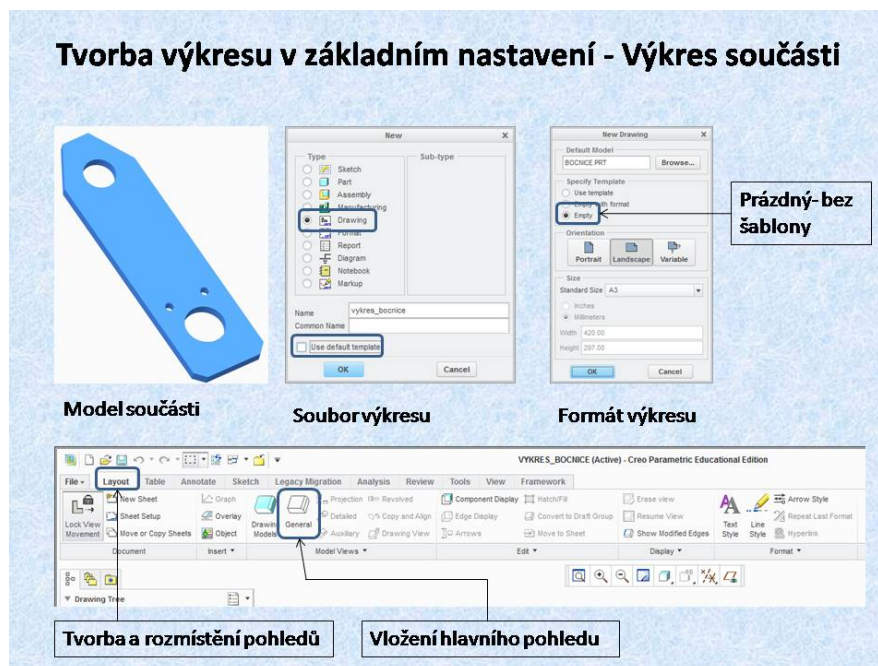 Tvorba výkresu v základním nastavení - Výkres součásti
New
X
Type
Sub-type
Sketch
Part
Assembly
Manufacturing
Drawing
Format
Report
Diagram
Notebook
Markup
Name
vykres_bocnice
Common Name
Use default template
OK
Cancel
New Drawing
X
Default Model
BOCNICE.PRT
Browse...
Specify Template
Use template
Empty with format
Empty
Orientation
Portrait
Landscape
Variable
Size
Standard Size
A3
Inches
Millimeters
Width
420.00
Height
297.00
OK
Cancel
Prázdný- bez
šablony
Model součásti
Soubor výkresu
Formát výkresu
VYKRES_BOCNICE (Active) - Creo Parametric Educational Edition
File
Layout
Table
Annotate
Sketch
Legacy Migration
Analysis
Review
Tools
View
Framework
Lock View
Movement
New Sheet
Sheet Setup
Move or Copy Sheets
Document
Graph
Overlay
Object
Insert
Drawing
Models
General
Projection
Revolved
Detailed
Copy and Align
Auxiliary
Drawing View
Model Views
Component Display
Edge Display
Arrows
Hatch/Fill
Convert to Draft Group
Move to Sheet
Edit
Erase view
Resume View
Show Modified Edges
Display
Text
Style
Line
Style
Arrow Style
Repeat Last Format
Hyperlink
Format
Drawing Tree
Tvorba a rozmístění pohledů
Vložení hlavního pohledu